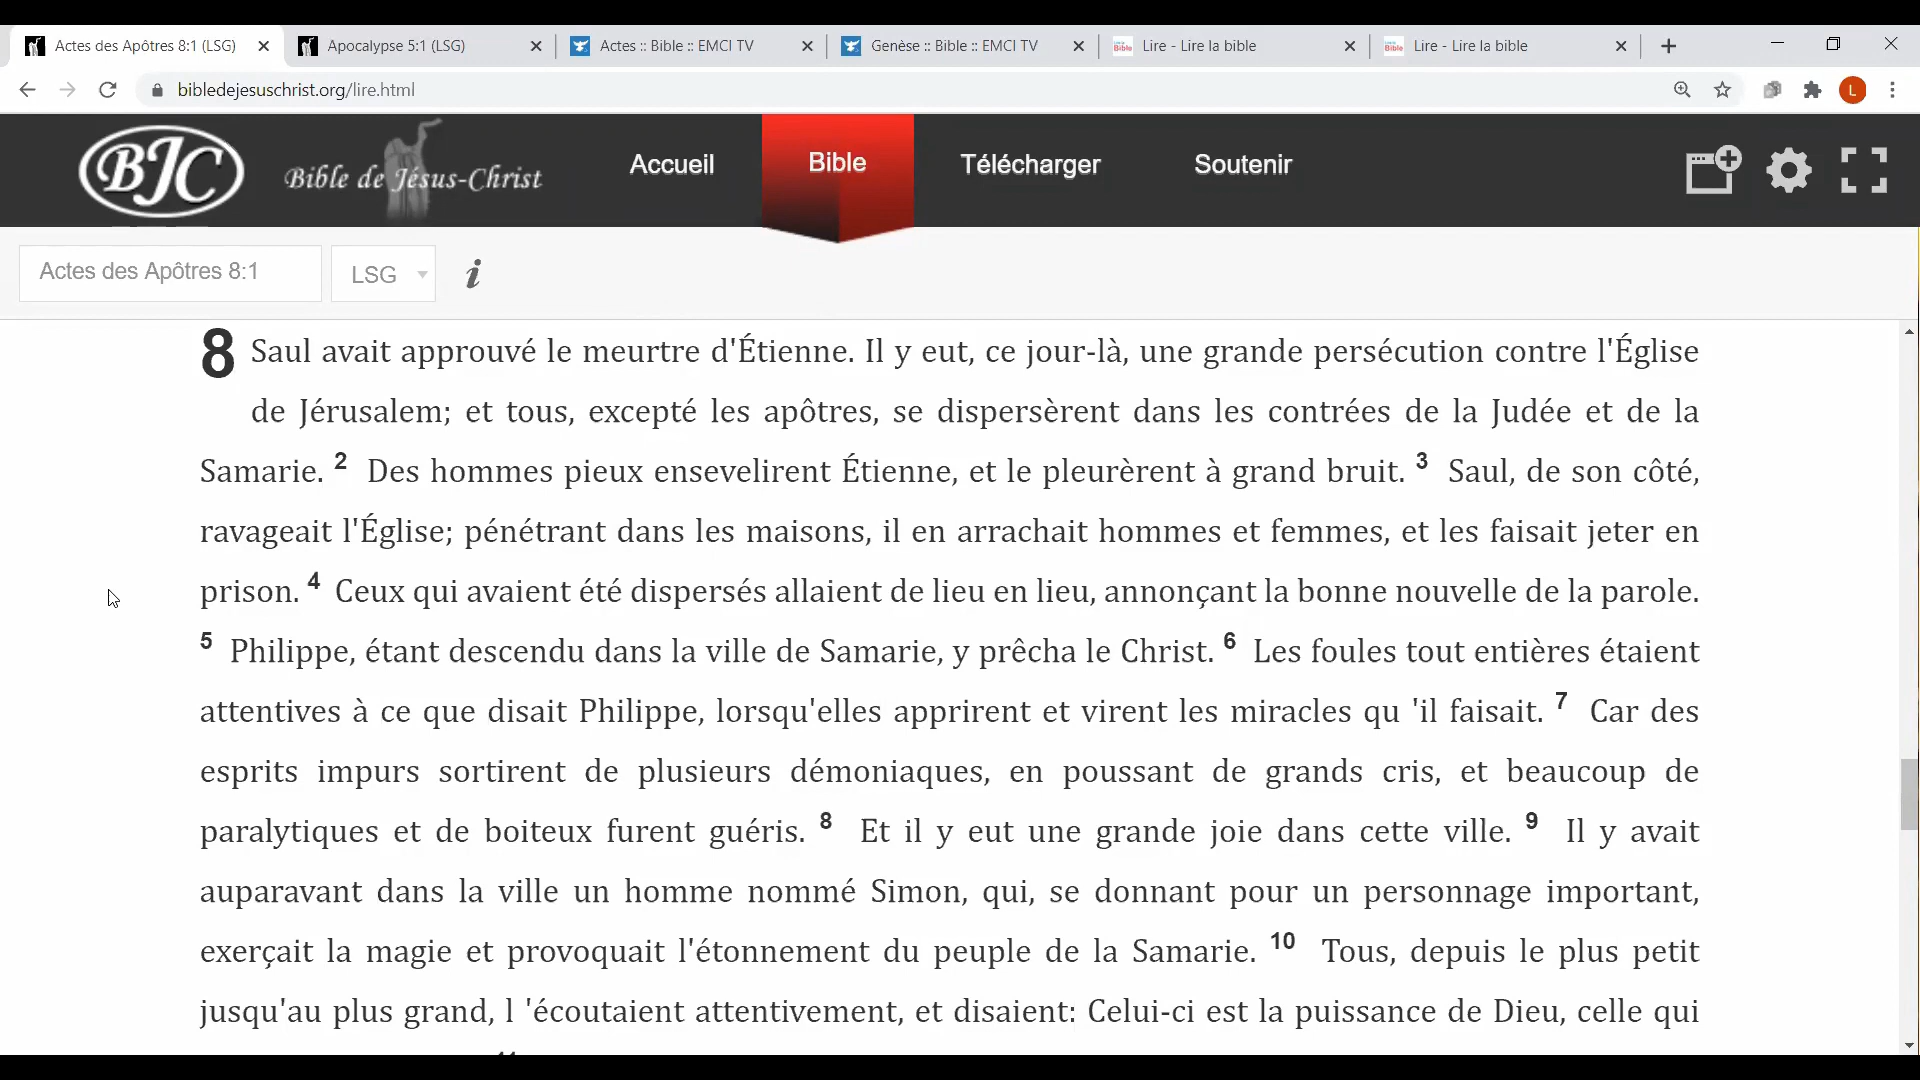 Actes des Apôtres 8:1 (LSG)
Apocalypse 5:1 (LSG)
Actes :: Bible :: EMCI TV
Genèse :: Bible :: EMCI TV
Lire - Lire la bible
Lire - Lire la bible
bibledejesuschrist.org/lire.html
L
BJC
Bible de Jésus-Christ
Accueil
Bible
Télécharger
Soutenir
Actes des Apôtres 8:1
LSG
i
8 Saul avait approuvé le meurtre d'Étienne. Il y eut, ce jour-là, une grande persécution contre l'Église
de Jérusalem; et tous, excepté les apôtres, se dispersèrent dans les contrées de la Judée et de la
Samarie. 2 Des hommes pieux ensevelirent Étienne, et le pleurèrent à grand bruit. 3 Saul, de son côté,
ravageait l'Église; pénétrant dans les maisons, il en arrachait hommes et femmes, et les faisait jeter en
prison. 4 Ceux qui avaient été dispersés allaient de lieu en lieu, annonçant la bonne nouvelle de la parole.
5 Philippe, étant descendu dans la ville de Samarie, y prêcha le Christ. 6 Les foules tout entières étaient
attentives à ce que disait Philippe, lorsqu'elles apprirent et virent les miracles qu 'il faisait. 7 Car des
esprits impurs sortirent de plusieurs démoniaques, en poussant de grands cris, et beaucoup de
paralytiques et de boiteux furent guéris. 8 Et il y eut une grande joie dans cette ville. 9 Il y avait
auparavant dans la ville un homme nommé Simon, qui, se donnant pour un personnage important,
exerçait la magie et provoquait l'étonnement du peuple de la Samarie. 10 Tous, depuis le plus petit
jusqu'au plus grand, l 'écoutaient attentivement, et disaient: Celui-ci est la puissance de Dieu, celle qui